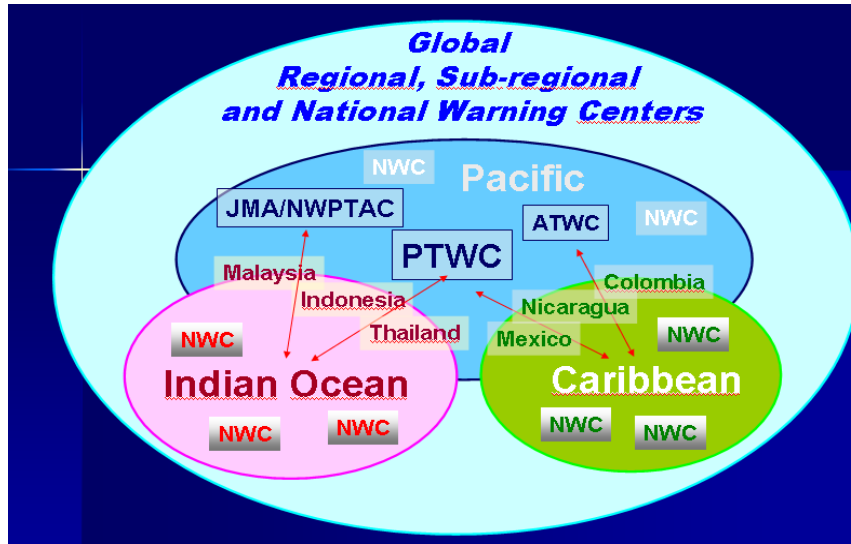 Global
Regional, Sub-regional
and National Warning Centers
NWC
Pacific
JMA/NWPTAC
ATWC
NWC
PTWC
Malaysia
Indonesia
Thailand
Colombia
Nicaragua
Mexico
NWC
Indian Ocean
NWC
NWC
NWC
Caribbean
NWC
NWC